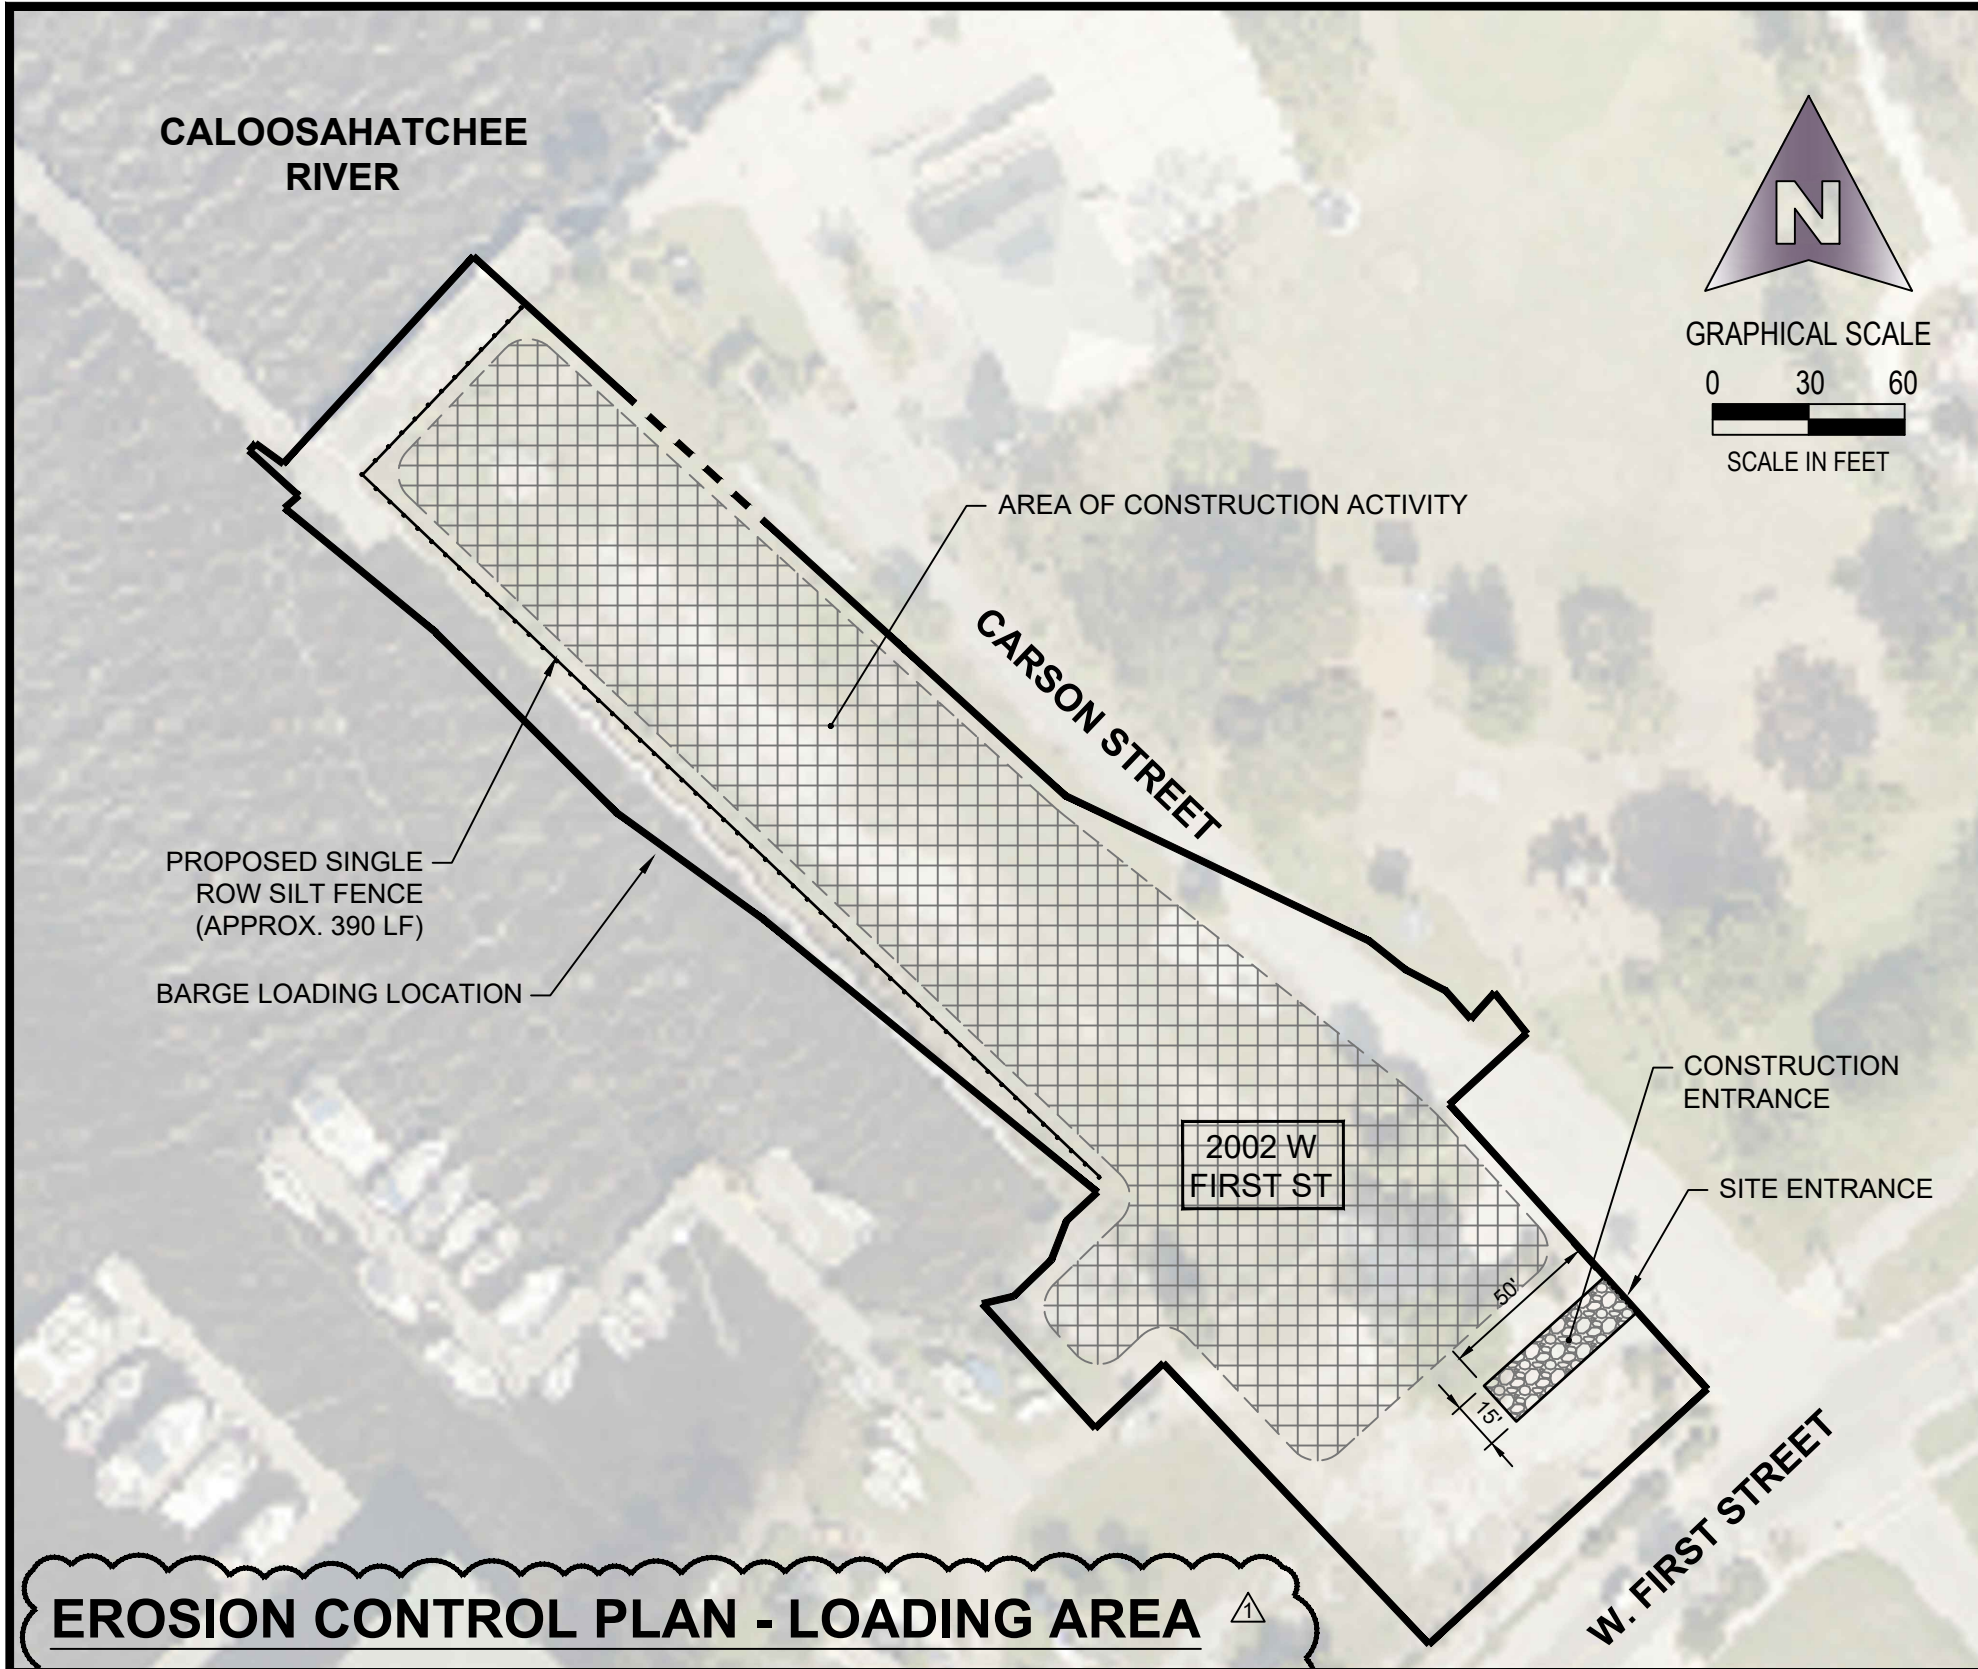 CALOOSAHATCHEE
RIVER
N
GRAPHICAL SCALE
0 30 60
SCALE IN FEET
AREA OF CONSTRUCTION ACTIVITY
CARSON STREET
PROPOSED SINGLE
ROW SILT FENCE
(APPROX. 390 LF)
BARGE LOADING LOCATION
CONSTRUCTION
ENTRANCE
2002 W
FIRST ST
SITE ENTRANCE
50'
15'
W. FIRST STREET
EROSION CONTROL PLAN - LOADING AREA
1